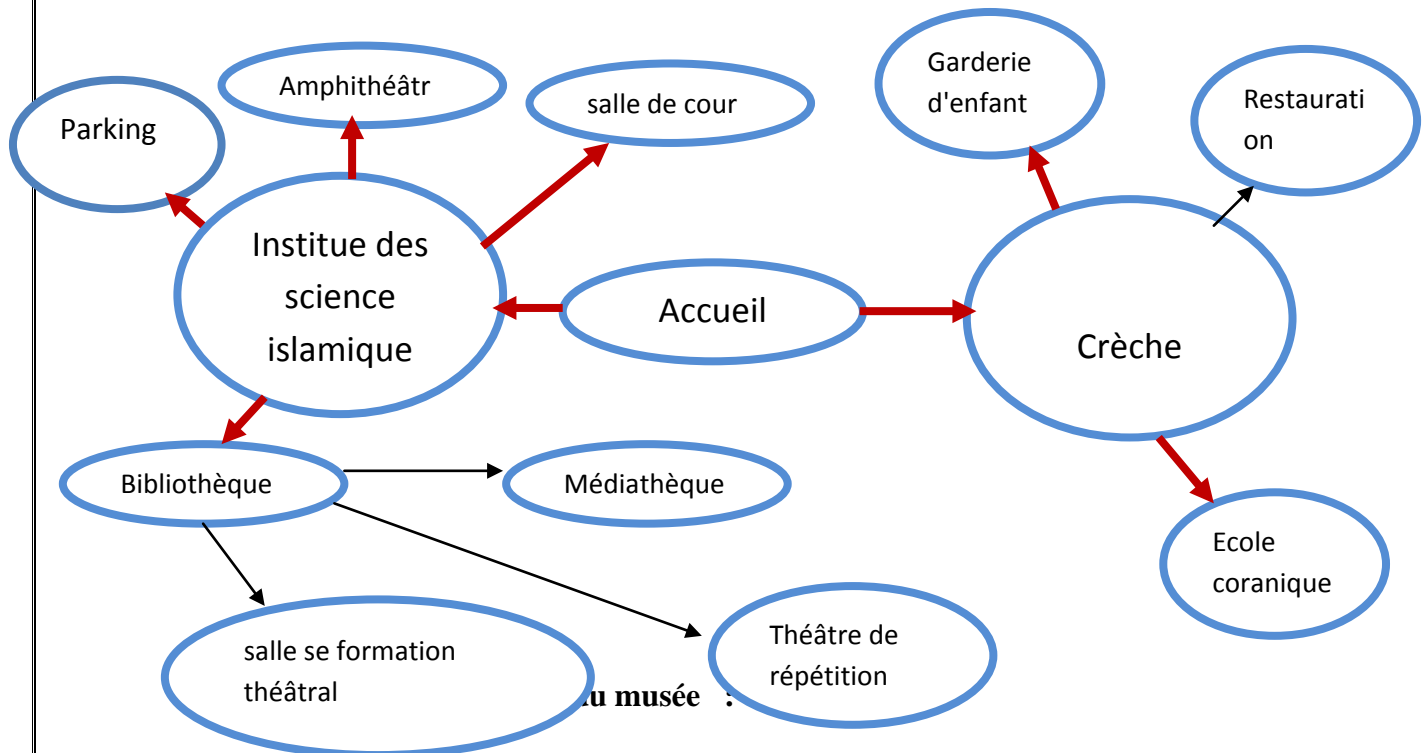 Parking
Amphithéâtr
salle de cour
Garderie
d'enfant
Restaurati
on
Institue des
science
islamique
Accueil
Crèche
Bibliothèque
Médiathèque
Ecole
coranique
salle se formation
théâtral
Théâtre de
répétition
musée :